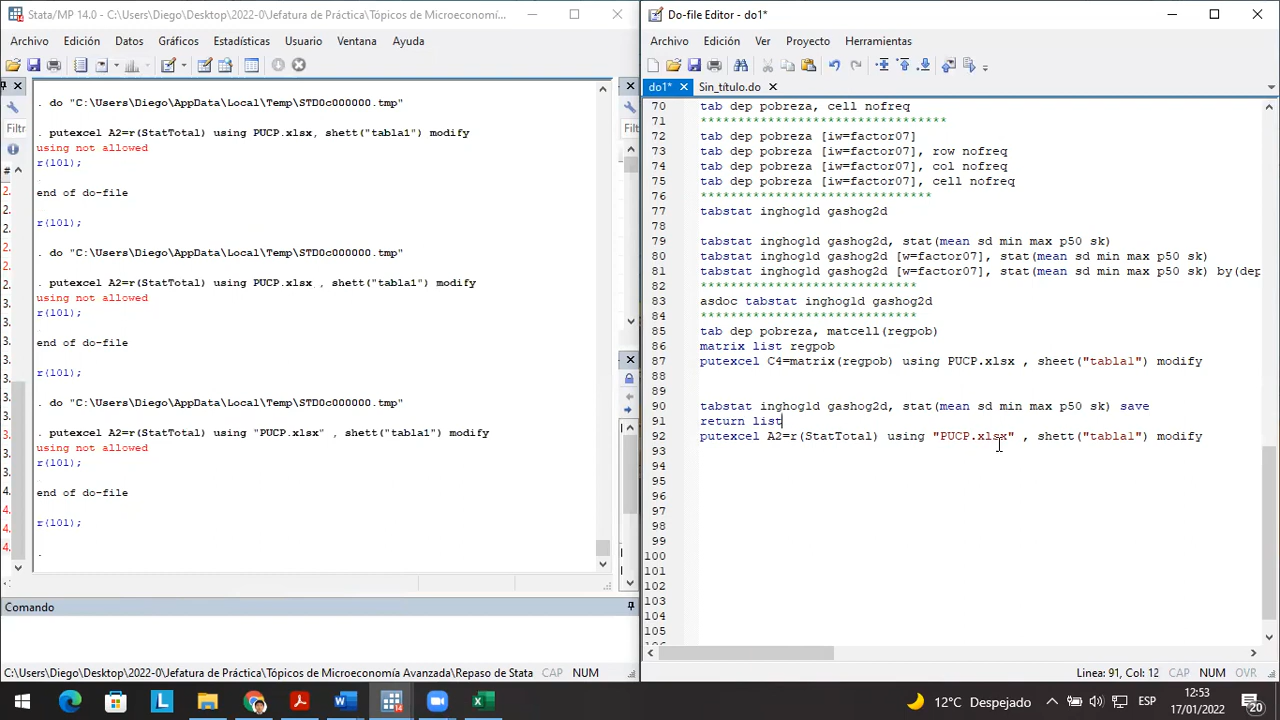 Stata/MP 14.0 - C:\Users\Diego\Desktop\2022-0\Jefatura de Práctica\Tópicos de Microeconomí...
Archivo Edición Datos Gráficos Estadísticas Usuario Ventana Ayuda
Filtr
#
. do "C:\Users\Diego\AppData\Local\Temp\STD0c000000.tmp"
. putexcel A2=r(StatTotal) using PUCP.xlsx, shett("tabla1") modify
using not allowed
r(101);
end of do-file
r(101);
. do "C:\Users\Diego\AppData\Local\Temp\STD0c000000.tmp"
. putexcel A2=r(StatTotal) using PUCP.xlsx , shett("tabla1") modify
using not allowed
r(101);
end of do-file
r(101);
. do "C:\Users\Diego\AppData\Local\Temp\STD0c000000.tmp"
. putexcel A2=r(StatTotal) using "PUCP.xlsx" , shett("tabla1") modify
using not allowed
r(101);
end of do-file
r(101);
.
Filti
Comando
C:\Users\Diego\Desktop\2022-0\Jefatura de Práctica\Tópicos de Microeconomía Avanzada\Repaso de Stata CAP NUM
Do-file Editor - do1*
Archivo Edición Ver Proyecto Herramientas
do1* Sin_título.do
70 tab dep pobreza, cell nofreq
71 *********************************
72 tab dep pobreza [iw=factor07]
73 tab dep pobreza [iw=factor07], row nofreq
74 tab dep pobreza [iw=factor07], col nofreq
75 tab dep pobreza [iw=factor07], cell nofreq
76 *******************************
77 tabstat inghog1d gashog2d
78
79 tabstat inghog1d gashog2d, stat(mean sd min max p50 sk)
80 tabstat inghog1d gashog2d [w=factor07], stat(mean sd min max p50 sk)
81 tabstat inghog1d gashog2d [w=factor07], stat(mean sd min max p50 sk) by(dep
82 *****************************
83 asdoc tabstat inghog1d gashog2d
84 *****************************
85 tab dep pobreza, matcell(regpob)
86 matrix list regpob
87 putexcel C4=matrix(regpob) using PUCP.xlsx , sheet("tabla1") modify
88
89
90 tabstat inghog1d gashog2d, stat(mean sd min max p50 sk) save
91 return list
92 putexcel A2=r(StatTotal) using "PUCP.xlsx" , shett("tabla1") modify
93
94
95
96
97
98
99
100
101
102
103
104
105
Linea: 91, Col: 12 CAP NUM OVR
12°C Despejado ESP 12:53
17/01/2022
20